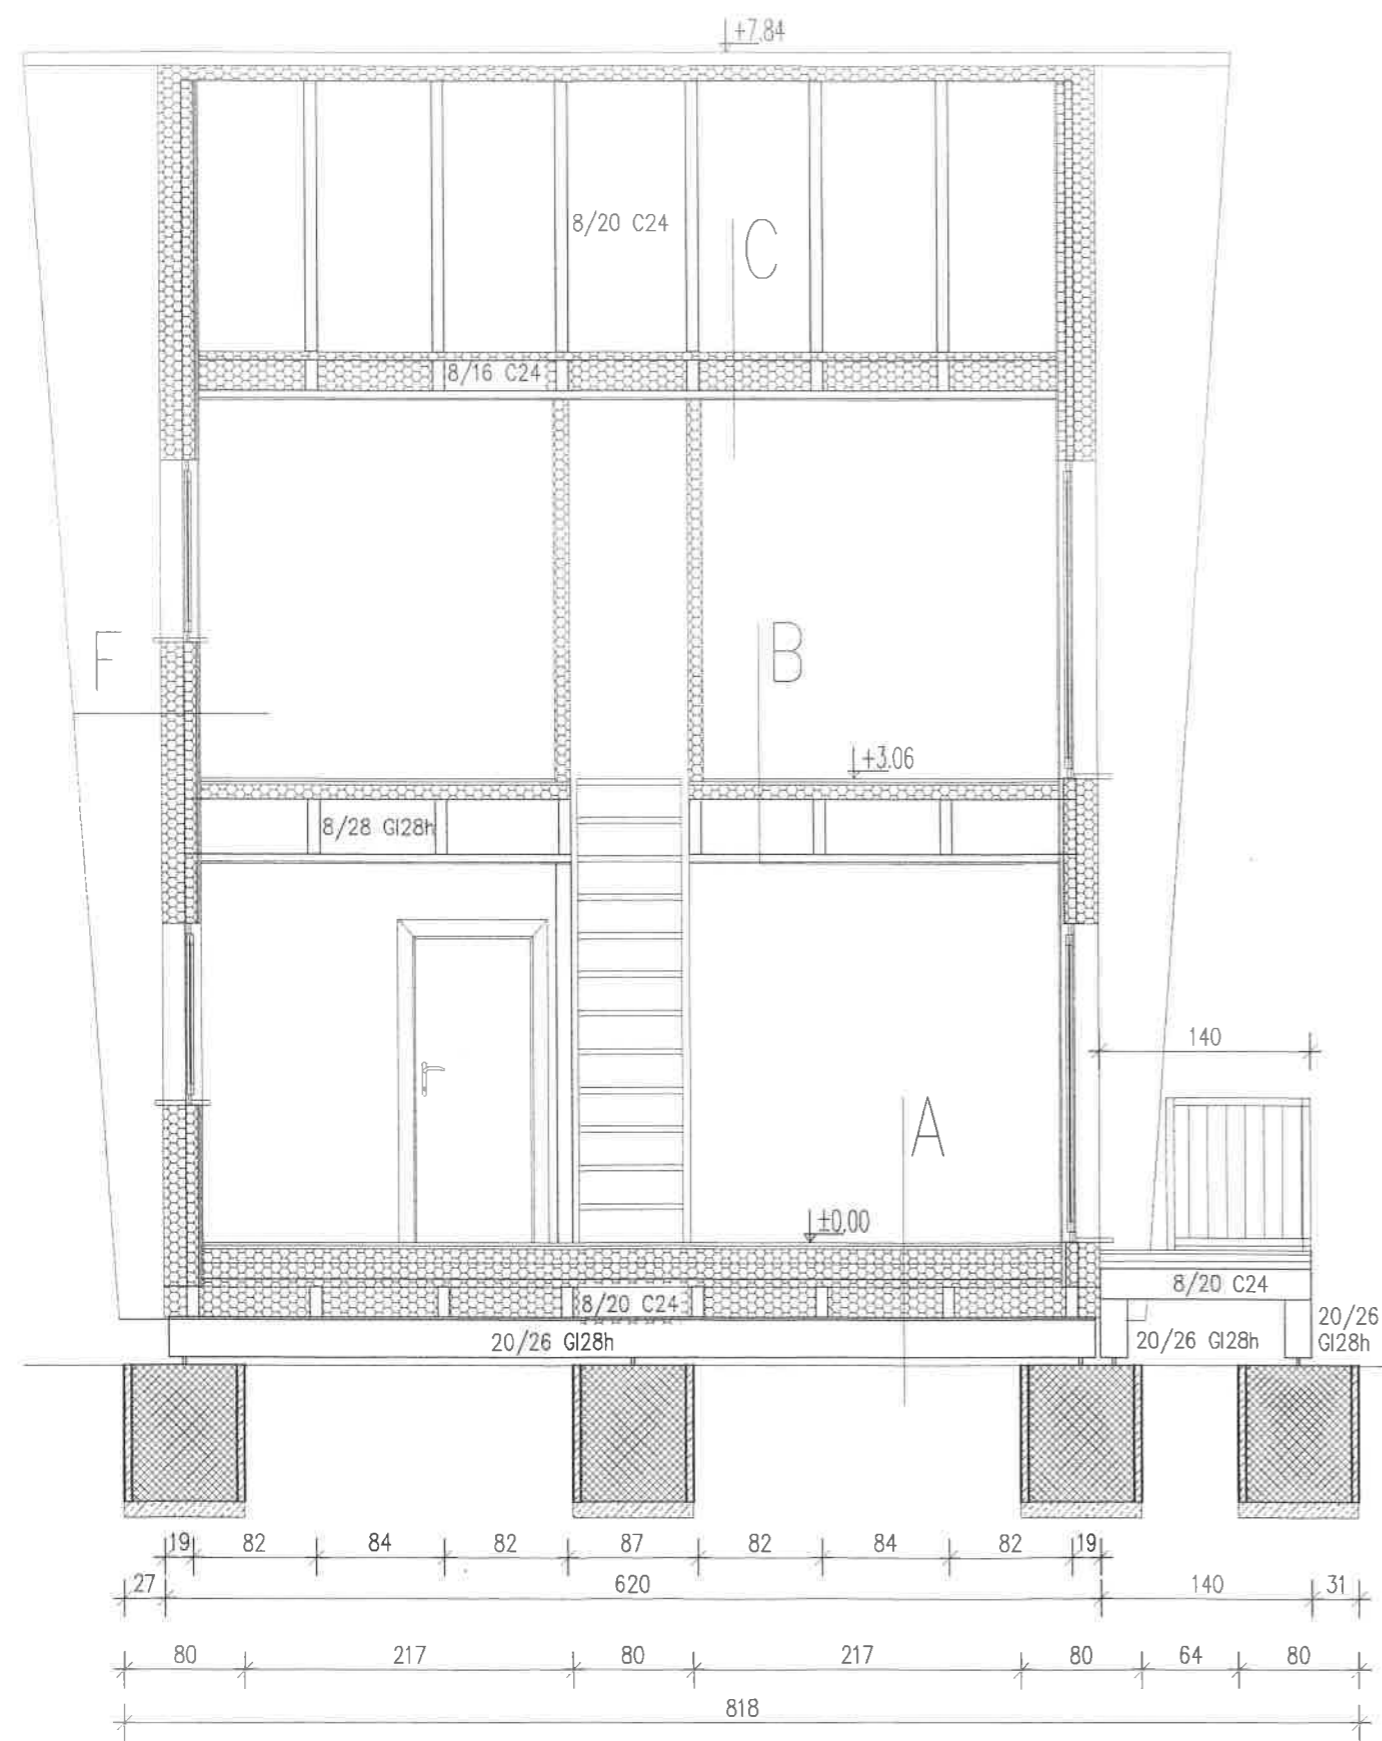 +7.84
8/20 C24
C
8/16 C24
F
B
+3.06
8/28 Gl28h
140
A
±0.00
8/20 C24
8/20 C24
20/26 Gl28h
20/26 Gl28h
20/26
Gl28h
19 82 84 82 87 82 84 82 19
27 620 140 31
80 217 80 217 80 64 80
818